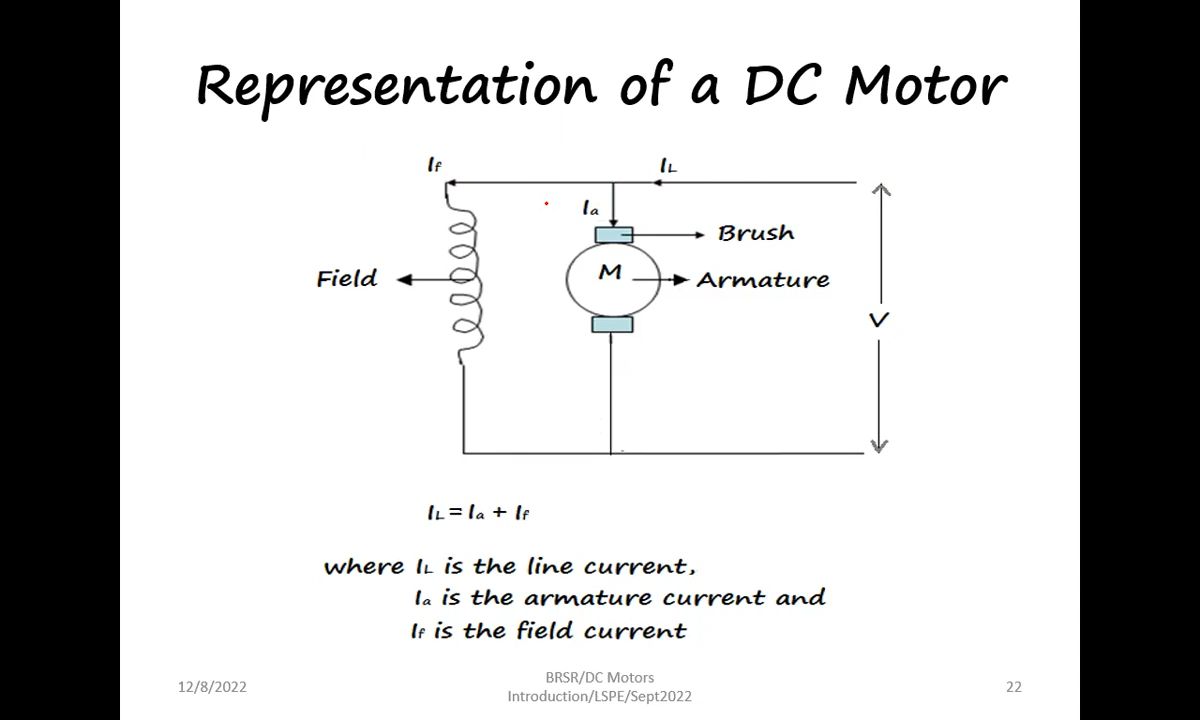 Representation of a DC Motor
If
IL
Ia
Brush
M
Field
Armature
V
IL = Ia + If
where IL is the line current,
Ia is the armature current and
If is the field current
12/8/2022
BRSR/DC Motors
Introduction/LSPE/Sept2022
22